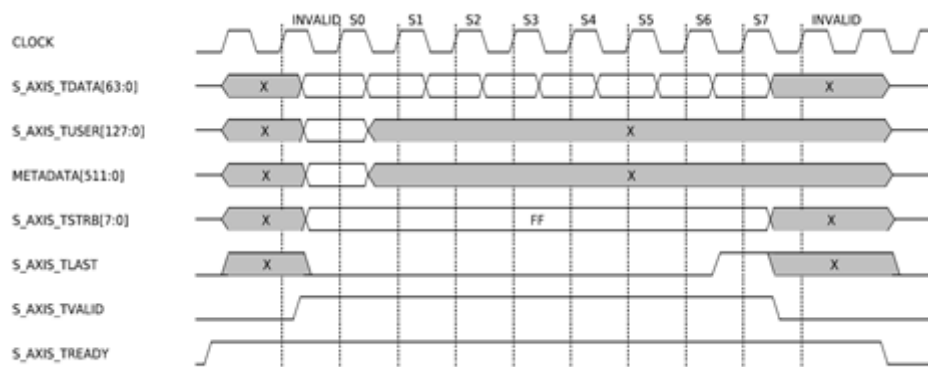 INVALID S0 S1 S2 S3 S4 S5 S6 S7 INVALID
CLOCK
S_AXIS_TDATA[63:0] X X
S_AXIS_TUSER[127:0] X X
METADATA[511:0] X X
S_AXIS_TSTRB[7:0] X FF X
S_AXIS_TLAST X X
S_AXIS_TVALID
S_AXIS_TREADY